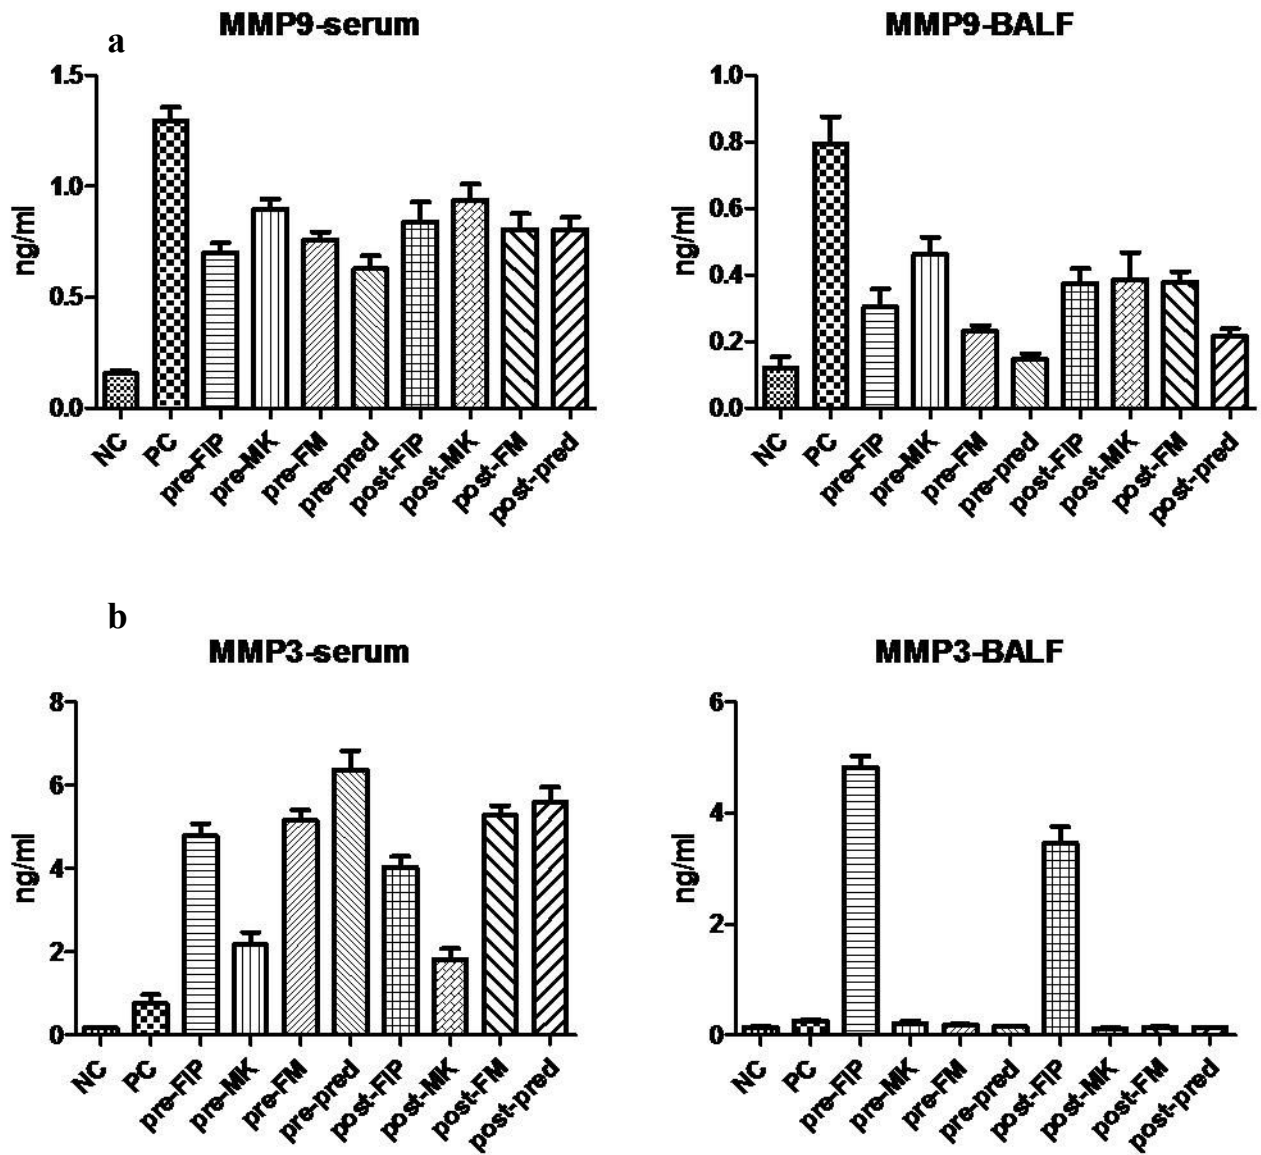 a
MMP9-serum
1.5
1.0
0.5
0.0
ng/ml
NC
PC
pre-FIP
pre-MK
pre-FM
pre-pred
post-FIP
post-MK
post-FM
post-pred
MMP9-BALF
1.0
0.8
0.6
0.4
0.2
0.0
ng/ml
NC
PC
pre-FIP
pre-MK
pre-FM
pre-pred
post-FIP
post-MK
post-FM
post-pred
b
MMP3-serum
8
6
4
2
0
ng/ml
NC
PC
pre-FIP
pre-MK
pre-FM
pre-pred
post-FIP
post-MK
post-FM
post-pred
MMP3-BALF
6
4
2
0
ng/ml
NC
PC
pre-FIP
pre-MK
pre-FM
pre-pred
post-FIP
post-MK
post-FM
post-pred